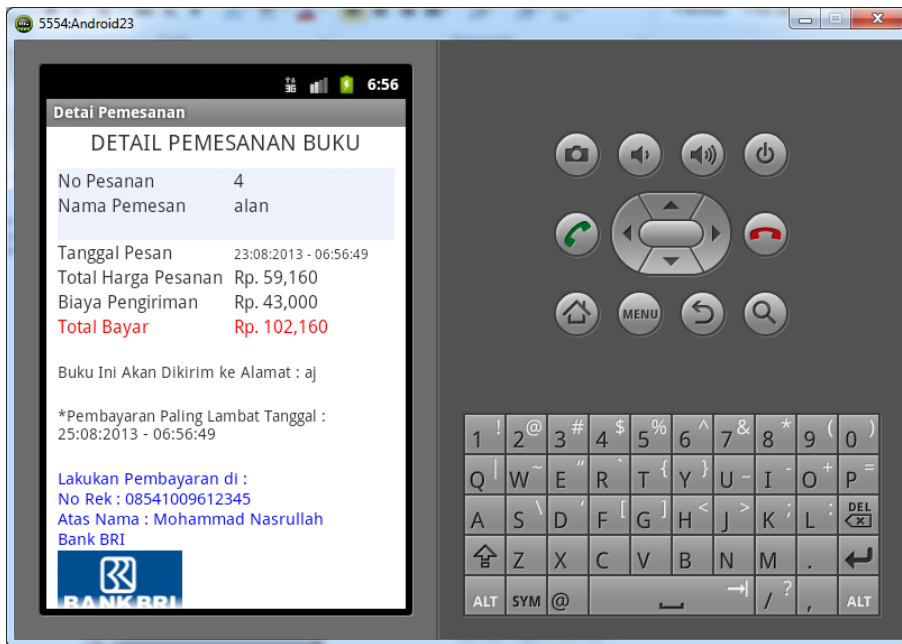 5554:Android23
3G 6:56
Detai Pemesanan
DETAIL PEMESANAN BUKU
No Pesanan 4
Nama Pemesan alan
Tanggal Pesan 23:08:2013 - 06:56:49
Total Harga Pesanan Rp. 59,160
Biaya Pengiriman Rp. 43,000
Total Bayar Rp. 102,160
Buku Ini Akan Dikirim ke Alamat : aj
*Pembayaran Paling Lambat Tanggal :
25:08:2013 - 06:56:49
Lakukan Pembayaran di :
No Rek : 08541009612345
Atas Nama : Mohammad Nasrullah
Bank BRI
BANK BRI
MENU
1 ! 2 @ 3 # 4 $ 5 % 6 ^ 7 & 8 * 9 ( 0 )
Q | W ~ E " R ` T { Y } U _ I - O + P =
A S \ D ' F [ G ] H < J > K ; L : DEL
Z X C V B N M .
ALT SYM @ / ? , ALT